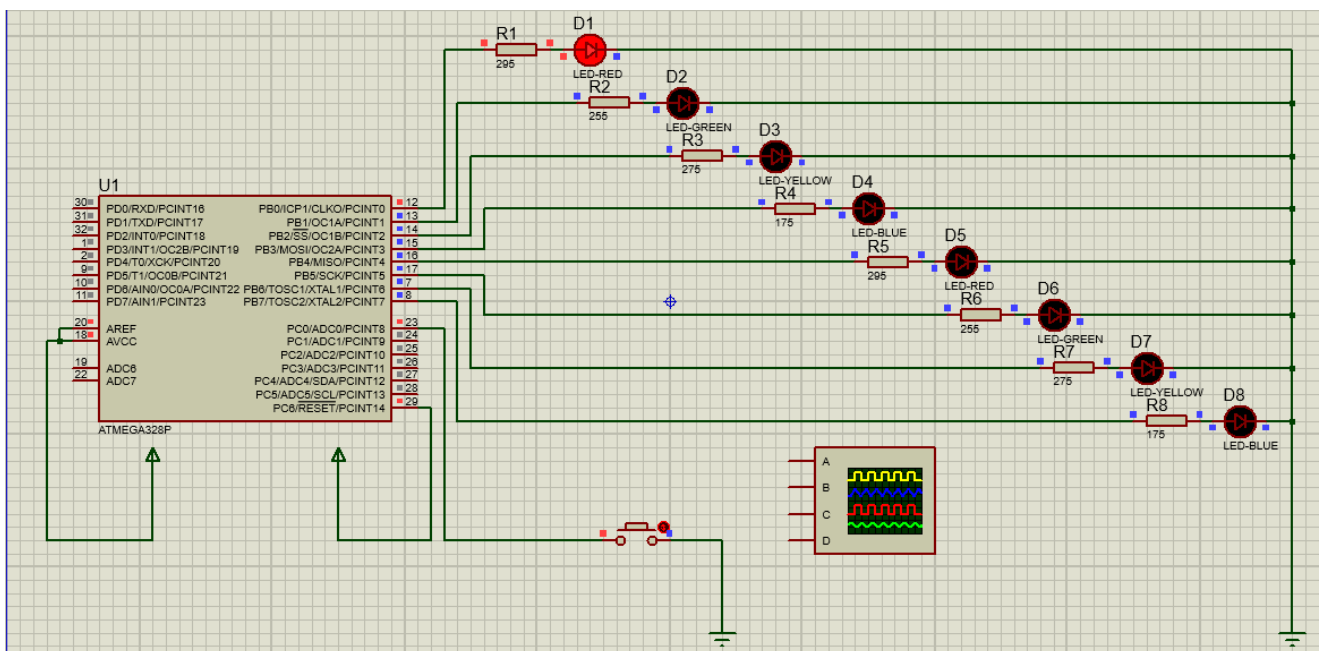 R1
D1
295
LED-RED
R2
D2
255
LED-GREEN
R3
D3
275
LED-YELLOW
R4
D4
175
LED-BLUE
R5
D5
295
LED-RED
R6
D6
255
LED-GREEN
R7
D7
275
LED-YELLOW
R8
D8
175
LED-BLUE
U1
30 PD0/RXD/PCINT16 PB0/ICP1/CLKO/PCINT0 12
31 PD1/TXD/PCINT17 PB1/OC1A/PCINT1 13
32 PD2/INT0/PCINT18 PB2/SS/OC1B/PCINT2 14
1 PD3/INT1/OC2B/PCINT19 PB3/MOSI/OC2A/PCINT3 15
2 PD4/T0/XCK/PCINT20 PB4/MISO/PCINT4 16
9 PD5/T1/OC0B/PCINT21 PB5/SCK/PCINT5 17
10 PD6/AIN0/OC0A/PCINT22 PB6/TOSC1/XTAL1/PCINT6 7
11 PD7/AIN1/PCINT23 PB7/TOSC2/XTAL2/PCINT7 8
20 AREF PC0/ADC0/PCINT8 23
18 AVCC PC1/ADC1/PCINT9 24
PC2/ADC2/PCINT10 25
19 ADC6 PC3/ADC3/PCINT11 26
22 ADC7 PC4/ADC4/SDA/PCINT12 27
PC5/ADC5/SCL/PCINT13 28
PC6/RESET/PCINT14 29
ATMEGA328P
A
B
C
D